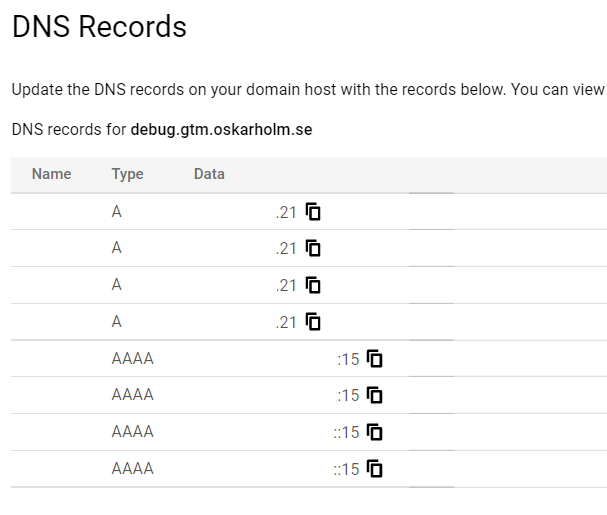 DNS Records
Update the DNS records on your domain host with the records below. You can view
DNS records for debug.gtm.oskarholm.se
Name Type Data
A .21
A .21
A .21
A .21
AAAA :15
AAAA :15
AAAA ::15
AAAA ::15